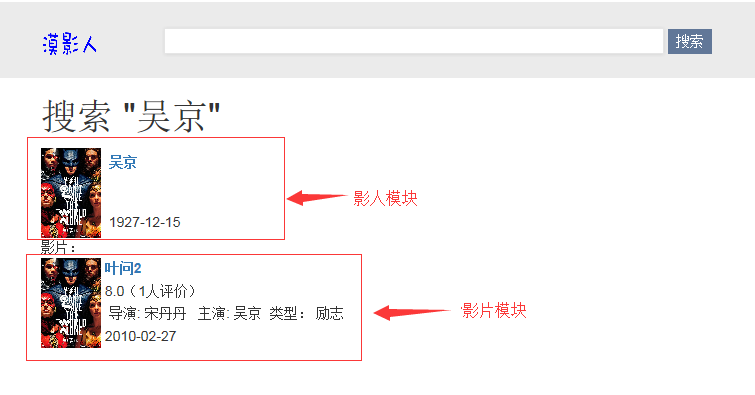 漠影人
搜索
搜索 "吴京"
吴京
影人模块
1927-12-15
影片：
叶问2
8.0（1人评价）
导演: 宋丹丹 主演: 吴京 类型： 励志
影片模块
2010-02-27